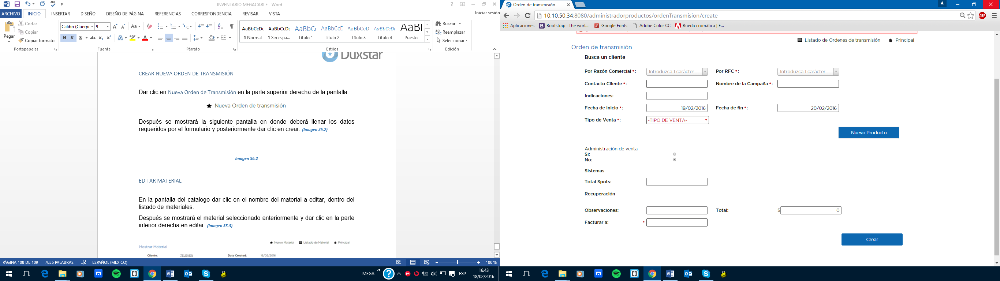 INVENTARIO MEGACABLE - Word
ARCHIVO INICIO INSERTAR DISEÑO DISEÑO DE PÁGINA REFERENCIAS CORRESPONDENCIA REVISAR VISTA Iniciar sesión
Pegar
Cortar
Copiar
Copiar formato
Portapapeles
Calibri (Cuerpo 9
Fuente
Párrafo
AaBbCcDc AaBbCcDc AaBbCc AaBbCcD AaBbCcD AaBbCcDc AaBl
¶ Normal ¶ Sin espa... Título 1 Título 2 Título 3 Título 4 Puesto
Estilos
Buscar
Reemplazar
Seleccionar
Edición
Duxstar
CREAR NUEVA ORDEN DE TRANSMISIÓN
Dar clic en Nueva Orden de Transmisión en la parte superior derecha de la pantalla.
Nueva Orden de transmisión
Después se mostrará la siguiente pantalla en donde deberá llenar los datos
requeridos por el formulario y posteriormente dar clic en crear. (Imagen 36.2)
Imagen 36.2
EDITAR MATERIAL
En la pantalla del catalogo dar clic en el nombre del material a editar, dentro del
listado de materiales.
Después se mostrará el material seleccionado anteriormente y dar clic en la parte
inferior derecha en editar. (Imagen 35.3)
Nuevo Material Listado de Material Principal
Mostrar Material
Cliente: 7ELEVEN Date Created: 16/02/2016
PÁGINA 108 DE 109 7835 PALABRAS ESPAÑOL (MÉXICO) 100 %
MEGA ESP 16:43
18/02/2016
Orden de transmisión
10.10.50.34:8080/administradorproductos/ordenTransmision/create
ABP
Aplicaciones Bootstrap · The worl... Google Fonts Adobe Color CC Rueda cromática | E...
Listado de Ordenes de transmisión Principal
Orden de transmisión
Busca un cliente
Por Razón Comercial *: Introduzca 1 carácter... Por RFC *: Introduzca 1 carácter...
Contacto Cliente *: Nombre de la Campaña *:
Indicaciones:
Fecha de Inicio *: 19/02/2016 Fecha de fin *: 20/02/2016
Tipo de Venta *: -TIPO DE VENTA-
Nuevo Producto
Administración de venta
Si:
No:
Sistemas
Total Spots:
Recuperación
Observaciones: Total: $ 0
Facturar a: *
Crear